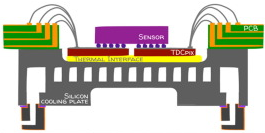 PCB
SENSOR
TDCPIX
THERMAL INTERFACE
SILICON
COOLING PLATE